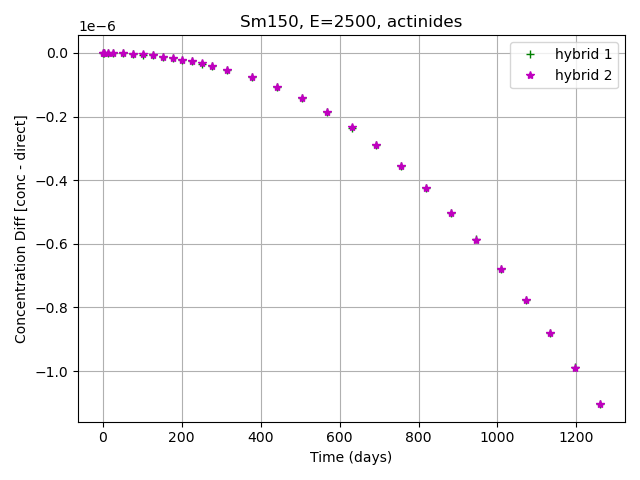 Sm150, E=2500, actinides
1e−6
hybrid 1
hybrid 2
0.0
−0.2
−0.4
−0.6
−0.8
−1.0
Concentration Diff [conc - direct]
0
200
400
600
800
1000
1200
Time (days)